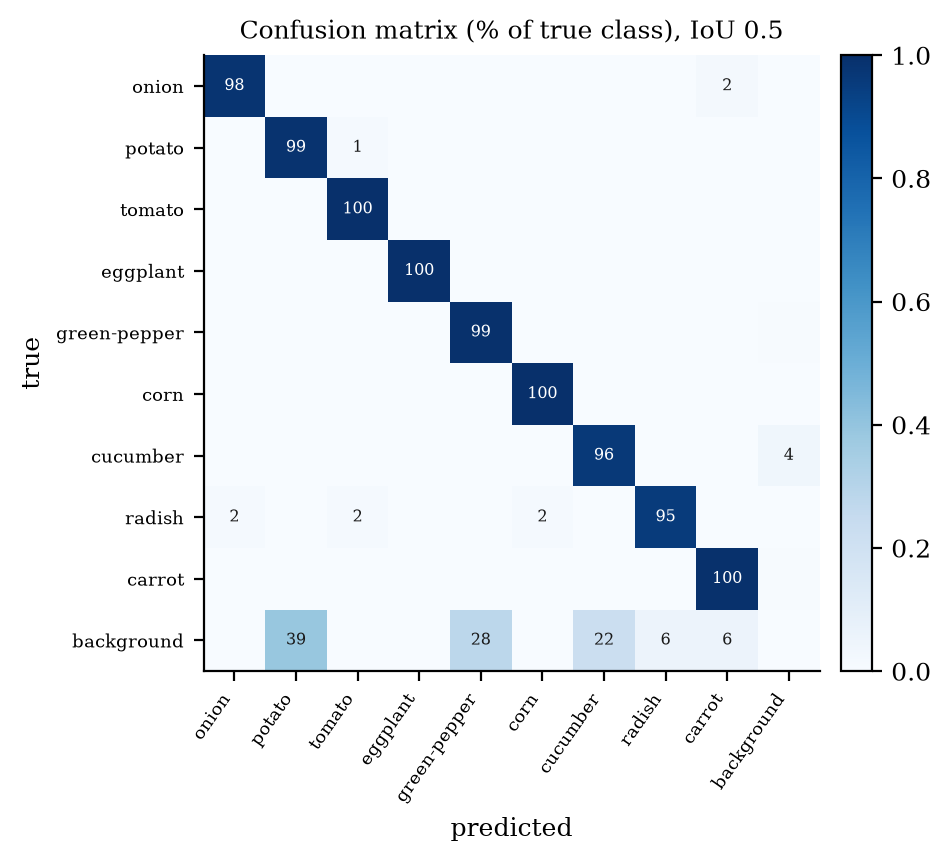 Confusion matrix (% of true class), IoU 0.5
onion 98 2
potato 99 1
tomato 100
eggplant 100
green-pepper 99
corn 100
cucumber 96 4
radish 2 2 2 95
carrot 100
background 39 28 22 6 6
true
onion
potato
tomato
eggplant
green-pepper
corn
cucumber
radish
carrot
background
predicted
1.0
0.8
0.6
0.4
0.2
0.0